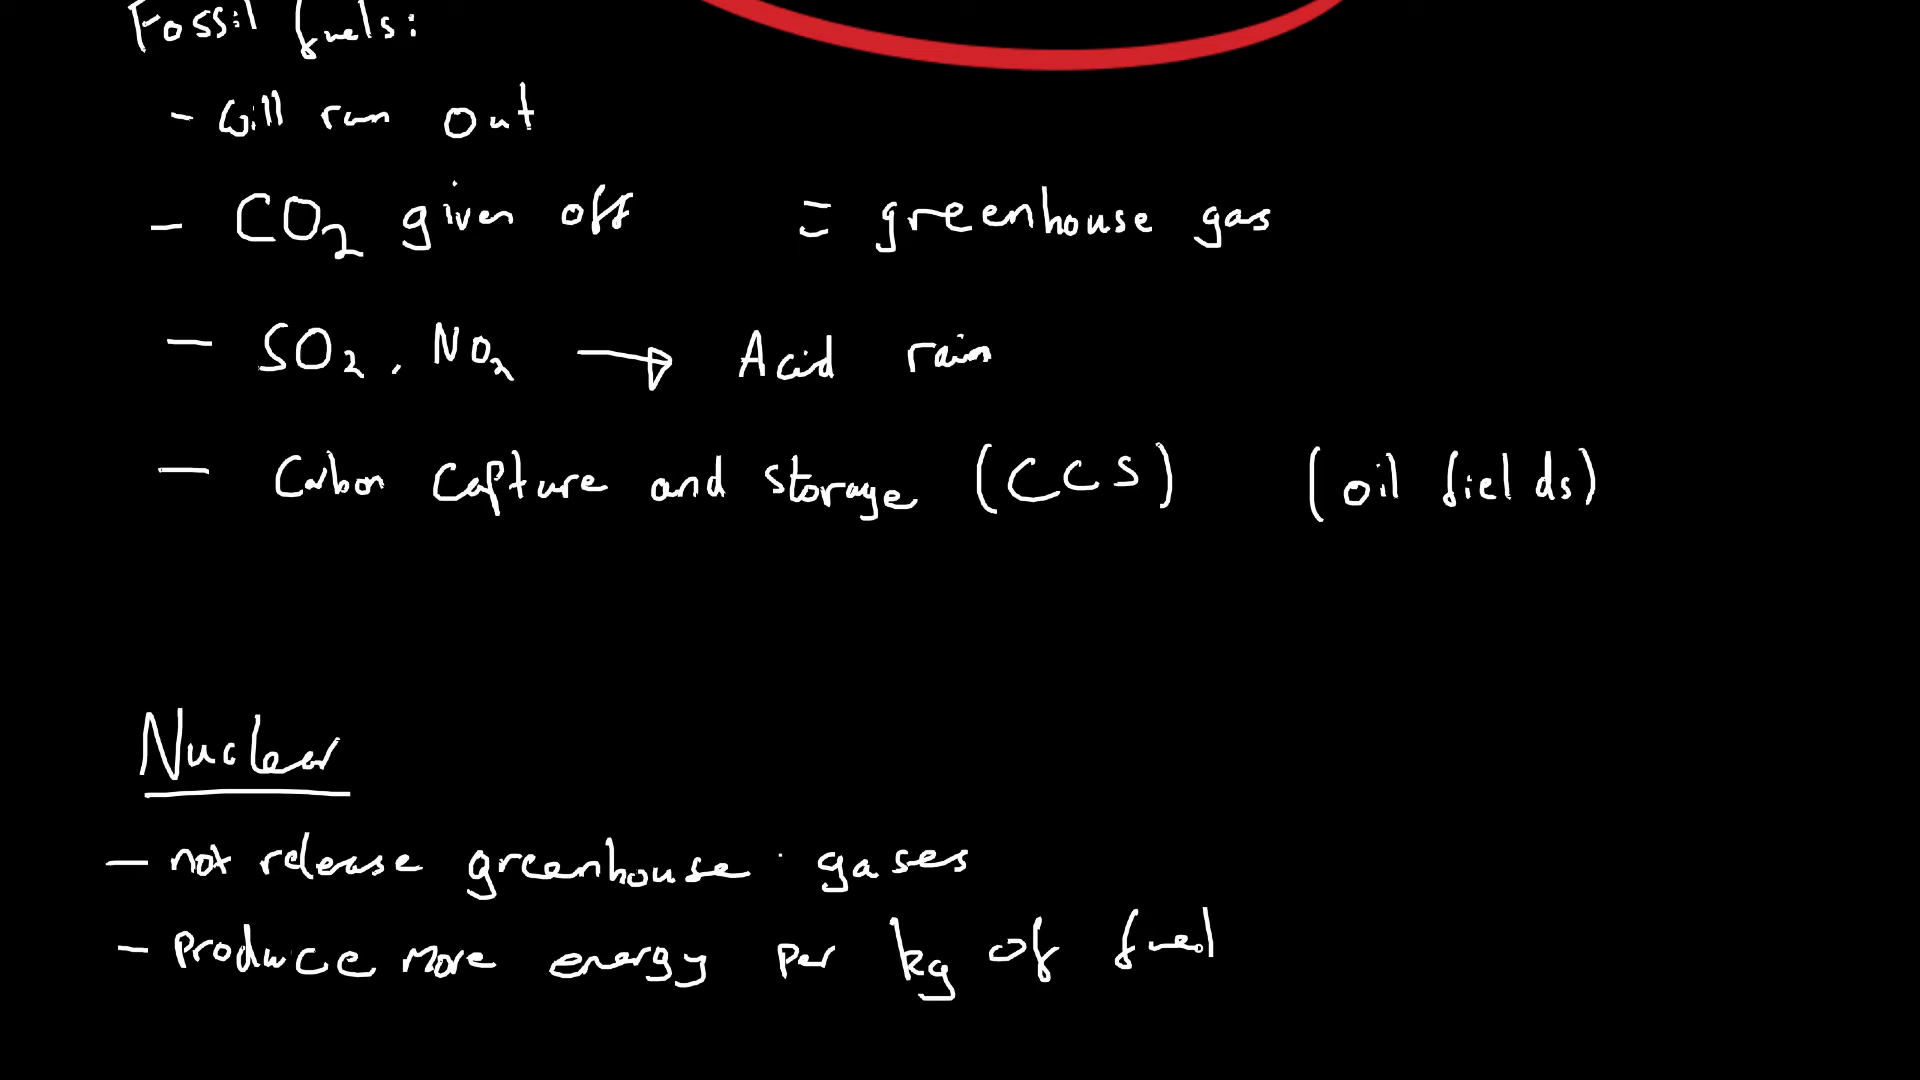 Fossil fuels:
- will run out
- CO₂ given off = greenhouse gas
- SO₂, NO₂ → Acid rain
- Carbon capture and storage (CCS) (oil fields)
Nuclear
- not release greenhouse gases
- produce more energy per kg of fuel